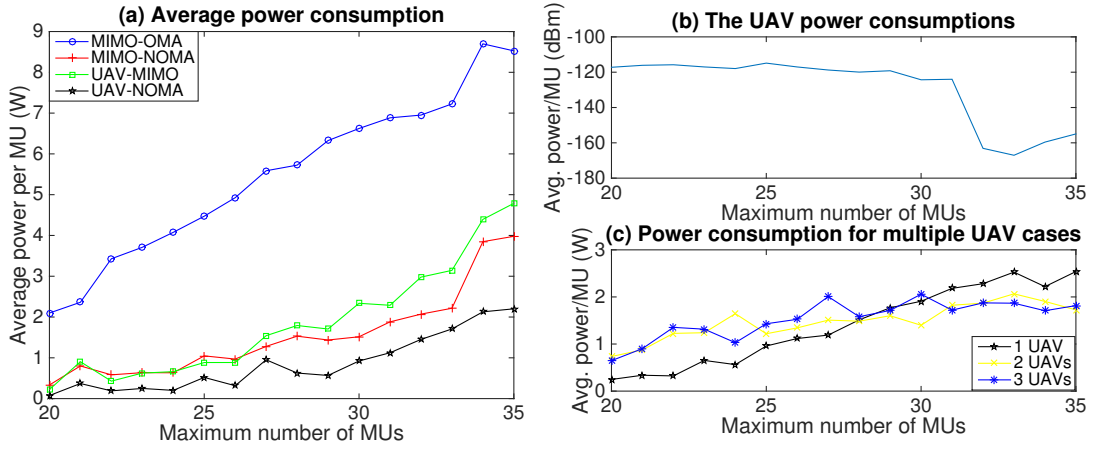 (a) Average power consumption
9
8
7
6
5
4
3
2
1
0
Average power per MU (W)
MIMO-OMA
MIMO-NOMA
UAV-MIMO
UAV-NOMA
20 25 30 35
Maximum number of MUs
(b) The UAV power consumptions
-100
-120
-140
-160
-180
Avg. power/MU (dBm)
20 25 30 35
Maximum number of MUs
(c) Power consumption for multiple UAV cases
3
2
1
0
Avg. power/MU (W)
1 UAV
2 UAVs
3 UAVs
20 25 30 35
Maximum number of MUs